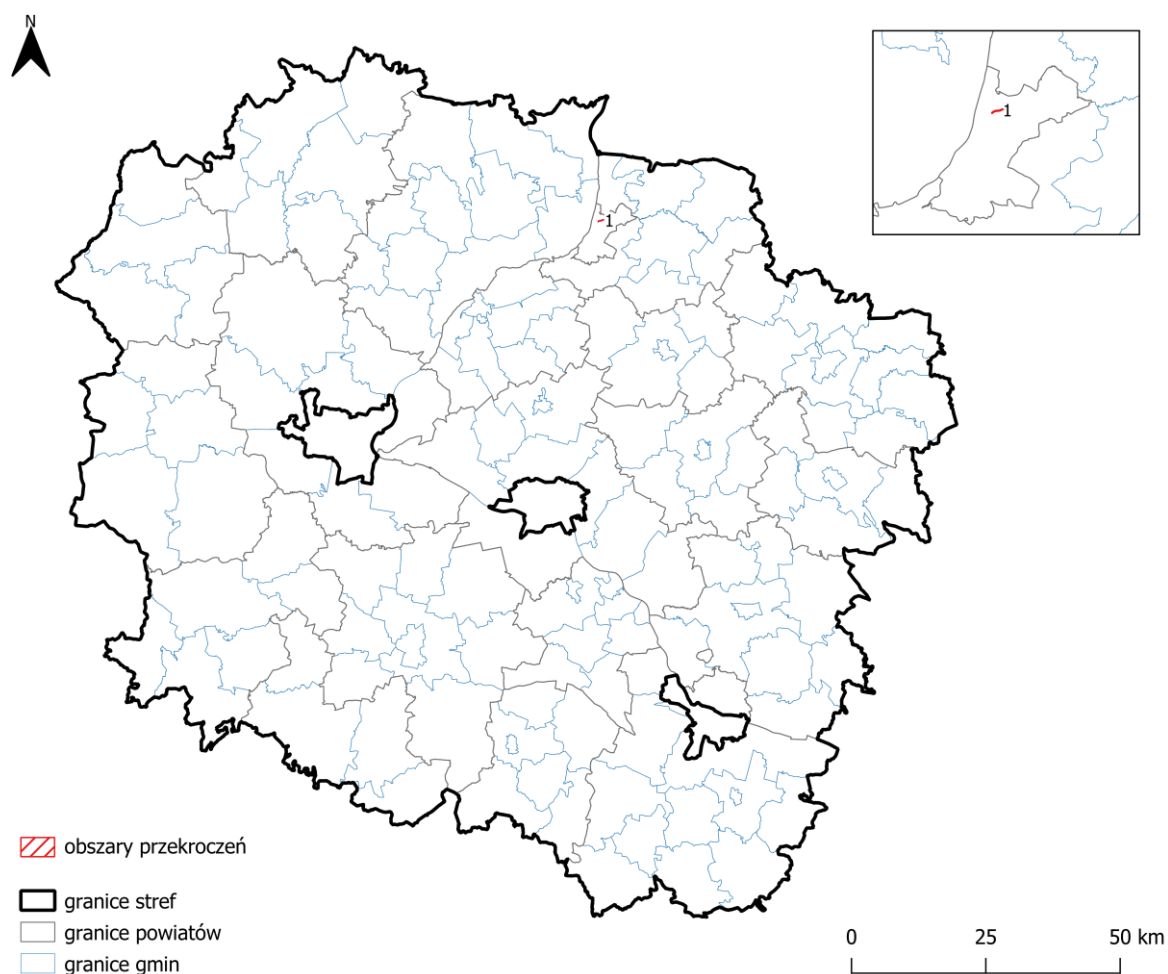 N
1
1
obszary przekroczeń
granice stref
granice powiatów
granice gmin
0 25 50 km